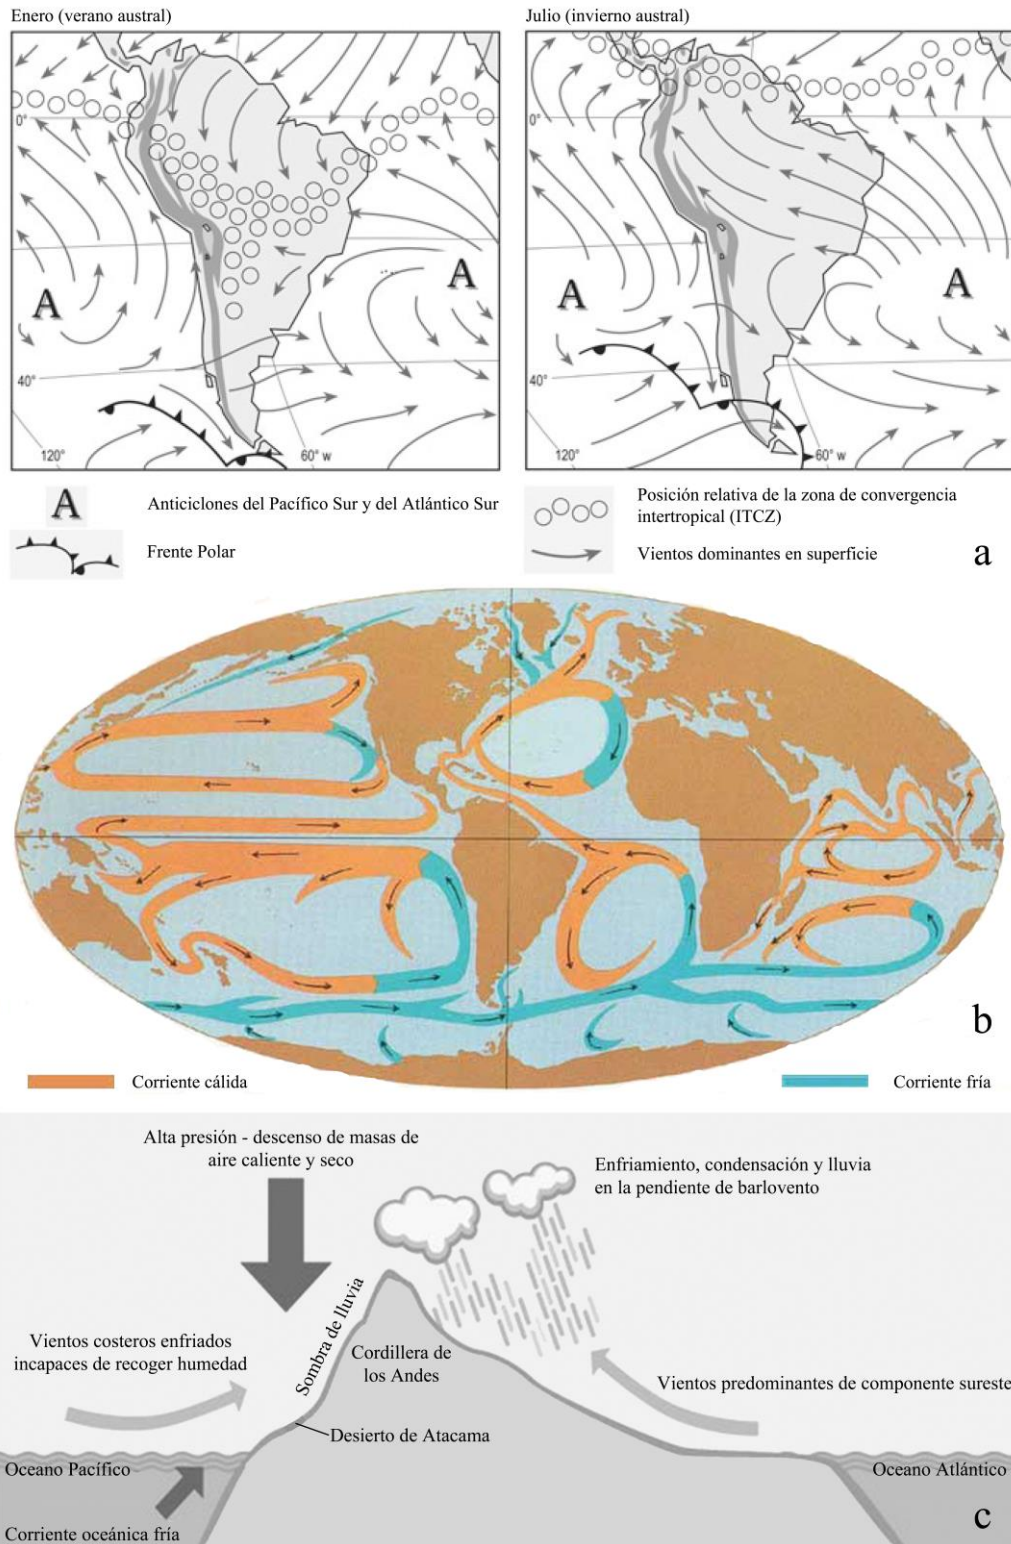 Enero (verano austral)
Julio (invierno austral)
0°
A
A
40°
120°
60° w
0°
A
A
40°
120°
60° w
A
Anticiclones del Pacífico Sur y del Atlántico Sur
Frente Polar
Posición relativa de la zona de convergencia
intertropical (ITCZ)
Vientos dominantes en superficie
a
b
Corriente cálida
Corriente fría
Alta presión - descenso de masas de
aire caliente y seco
Enfriamiento, condensación y lluvia
en la pendiente de barlovento
Sombra de lluvia
Vientos costeros enfriados
incapaces de recoger humedad
Cordillera de
los Andes
Vientos predominantes de componente sureste
Desierto de Atacama
Oceano Pacífico
Oceano Atlántico
Corriente oceánica fría
c